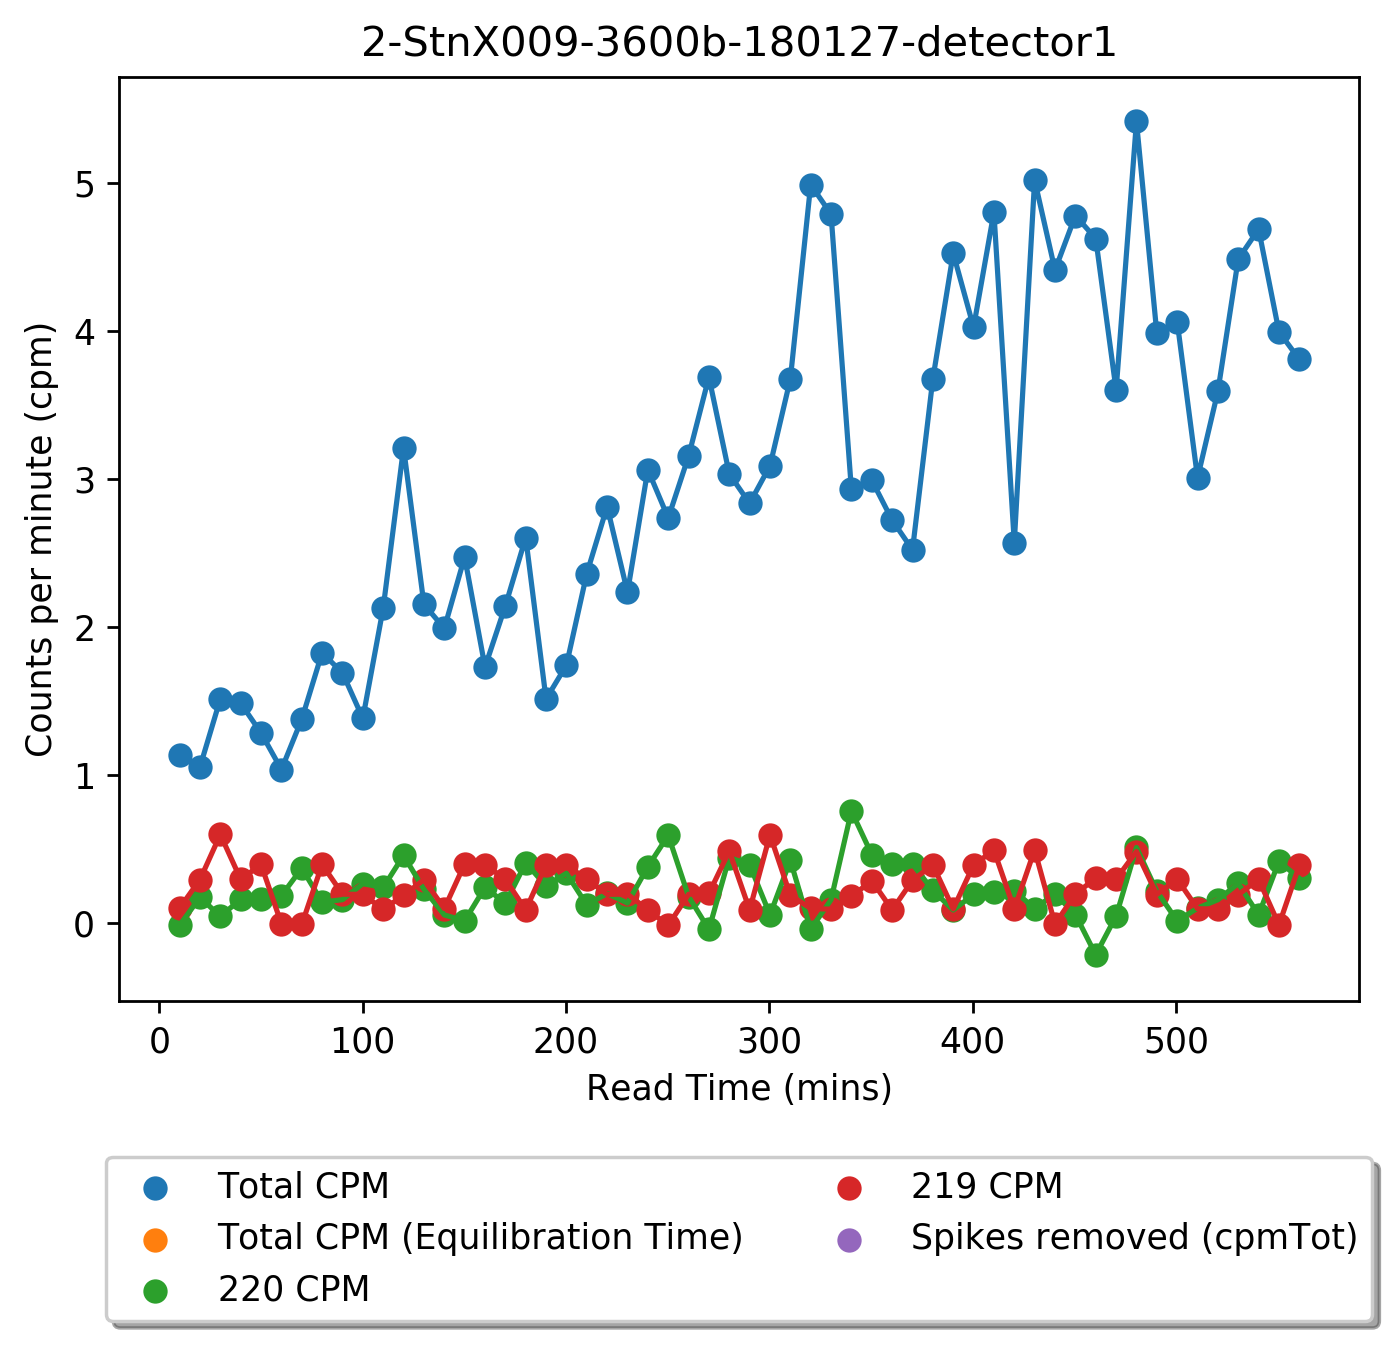 2-StnX009-3600b-180127-detector1
Counts per minute (cpm)
5
4
3
2
1
0
0 100 200 300 400 500
Read Time (mins)
Total CPM
Total CPM (Equilibration Time)
220 CPM
219 CPM
Spikes removed (cpmTot)